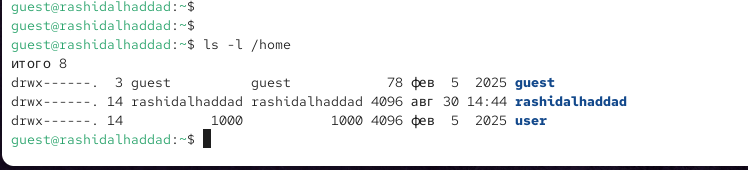 guest@rashidalhaddad:~$
guest@rashidalhaddad:~$
guest@rashidalhaddad:~$ ls -l /home
итого 8
drwx------.  3 guest         guest           78 фев  5  2025 guest
drwx------. 14 rashidalhaddad rashidalhaddad 4096 авг 30 14:44 rashidalhaddad
drwx------. 14           1000           1000 4096 фев  5  2025 user
guest@rashidalhaddad:~$